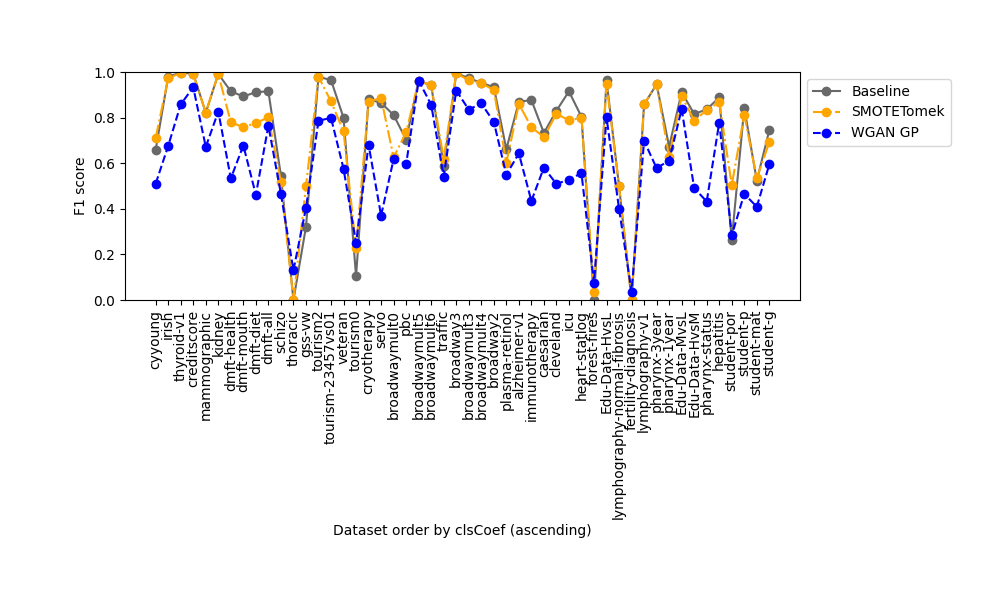 Baseline
SMOTETomek
WGAN GP
F1 score
1.0
0.8
0.6
0.4
0.2
0.0
cyyoung
irish
thyroid-v1
creditscore
mammographic
kidney
dmft-health
dmft-mouth
dmft-diet
dmft-all
schizo
thoracic
gss-vw
tourism2
tourism-23457vs01
veteran
tourism0
cryotherapy
servo
broadwaymult0
pbc
broadwaymult5
broadwaymult6
traffic
broadway3
broadwaymult3
broadwaymult4
broadway2
plasma-retinol
alzheimer-v1
immunotherapy
caesarian
cleveland
icu
heart-statlog
forest-fires
Edu-Data-HvsL
lymphography-normal-fibrosis
fertility-diagnosis
lymphography-v1
pharynx-3year
pharynx-1year
Edu-Data-MvsL
Edu-Data-HvsM
pharynx-status
hepatitis
student-por
student-p
student-mat
student-g
Dataset order by clsCoef (ascending)